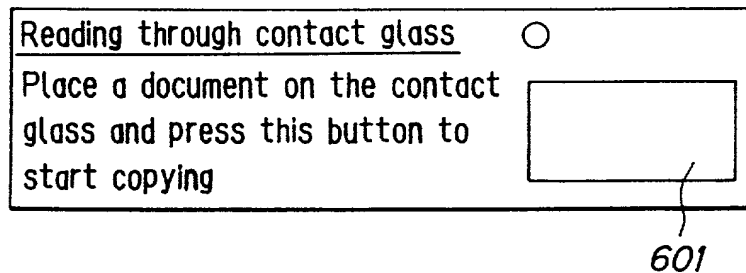 Reading through contact glass
Place a document on the contact
glass and press this button to
start copying
601